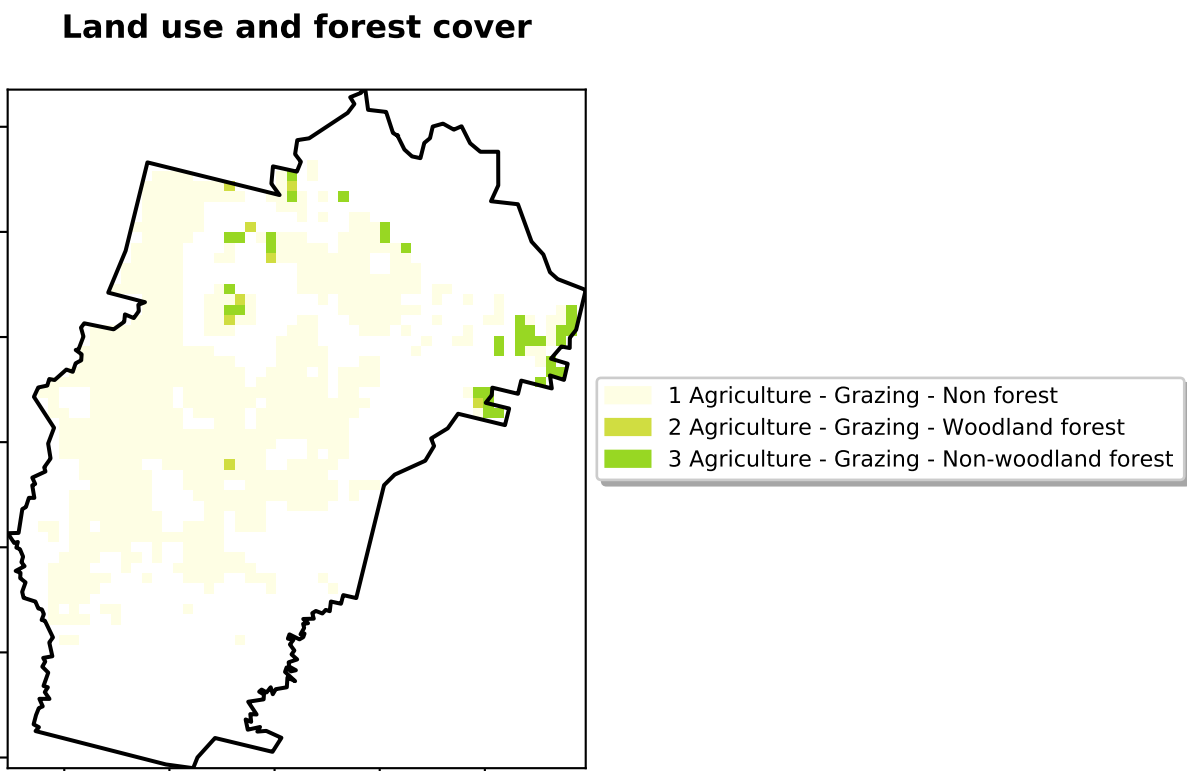 Land use and forest cover
1 Agriculture - Grazing - Non forest
2 Agriculture - Grazing - Woodland forest
3 Agriculture - Grazing - Non-woodland forest